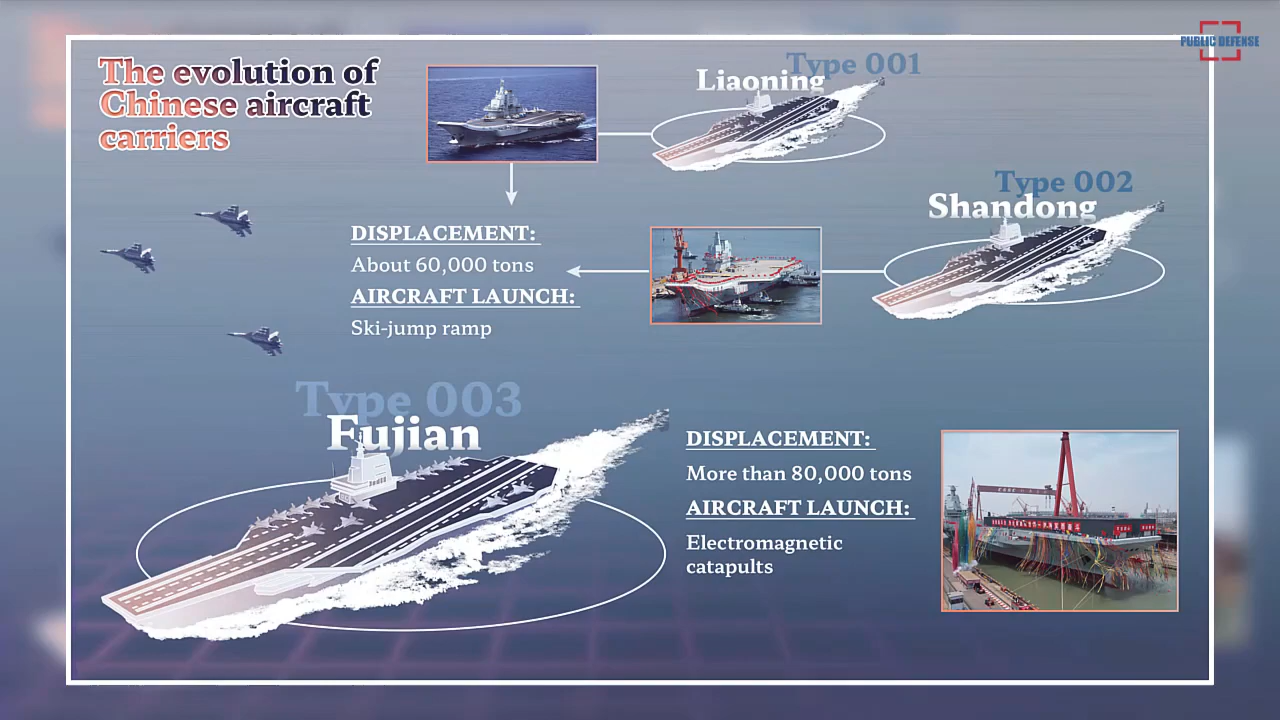 The evolution of
Chinese aircraft
carriers
PUBLIC DEFENSE
Type 001
Liaoning
Type 002
Shandong
DISPLACEMENT:
About 60,000 tons
AIRCRAFT LAUNCH:
Ski-jump ramp
Type 003
Fujian
DISPLACEMENT:
More than 80,000 tons
AIRCRAFT LAUNCH:
Electromagnetic
catapults